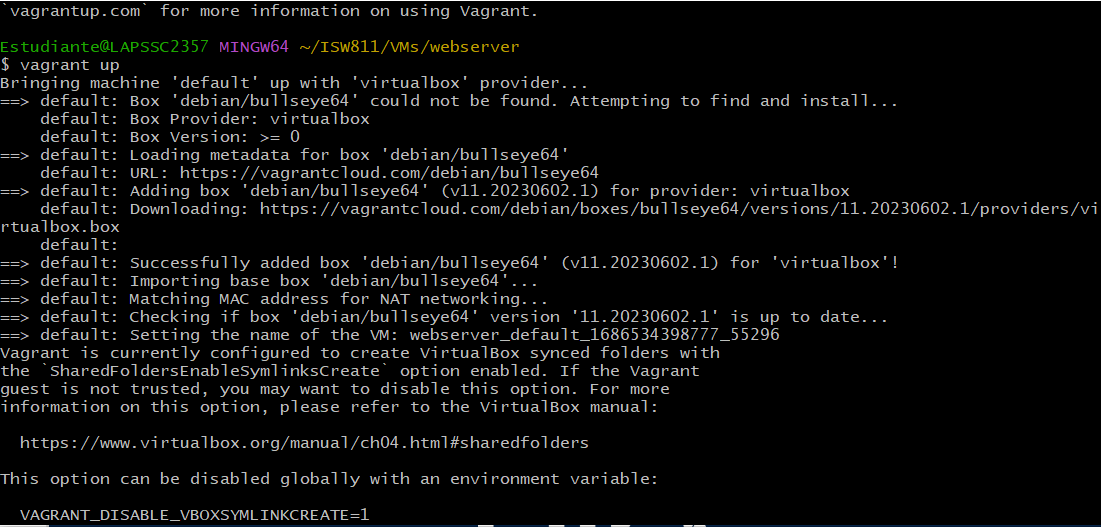 `vagrantup.com` for more information on using Vagrant.
Estudiante@LAPSSC2357 MINGW64 ~/ISW811/VMs/webserver
$ vagrant up
Bringing machine 'default' up with 'virtualbox' provider...
==> default: Box 'debian/bullseye64' could not be found. Attempting to find and install...
    default: Box Provider: virtualbox
    default: Box Version: >= 0
==> default: Loading metadata for box 'debian/bullseye64'
    default: URL: https://vagrantcloud.com/debian/bullseye64
==> default: Adding box 'debian/bullseye64' (v11.20230602.1) for provider: virtualbox
    default: Downloading: https://vagrantcloud.com/debian/boxes/bullseye64/versions/11.20230602.1/providers/vi
rtualbox.box
    default:
==> default: Successfully added box 'debian/bullseye64' (v11.20230602.1) for 'virtualbox'!
==> default: Importing base box 'debian/bullseye64'...
==> default: Matching MAC address for NAT networking...
==> default: Checking if box 'debian/bullseye64' version '11.20230602.1' is up to date...
==> default: Setting the name of the VM: webserver_default_1686534398777_55296
Vagrant is currently configured to create VirtualBox synced folders with
the `SharedFoldersEnableSymlinksCreate` option enabled. If the Vagrant
guest is not trusted, you may want to disable this option. For more
information on this option, please refer to the VirtualBox manual:
  https://www.virtualbox.org/manual/ch04.html#sharedfolders
This option can be disabled globally with an environment variable:
  VAGRANT_DISABLE_VBOXSYMLINKCREATE=1